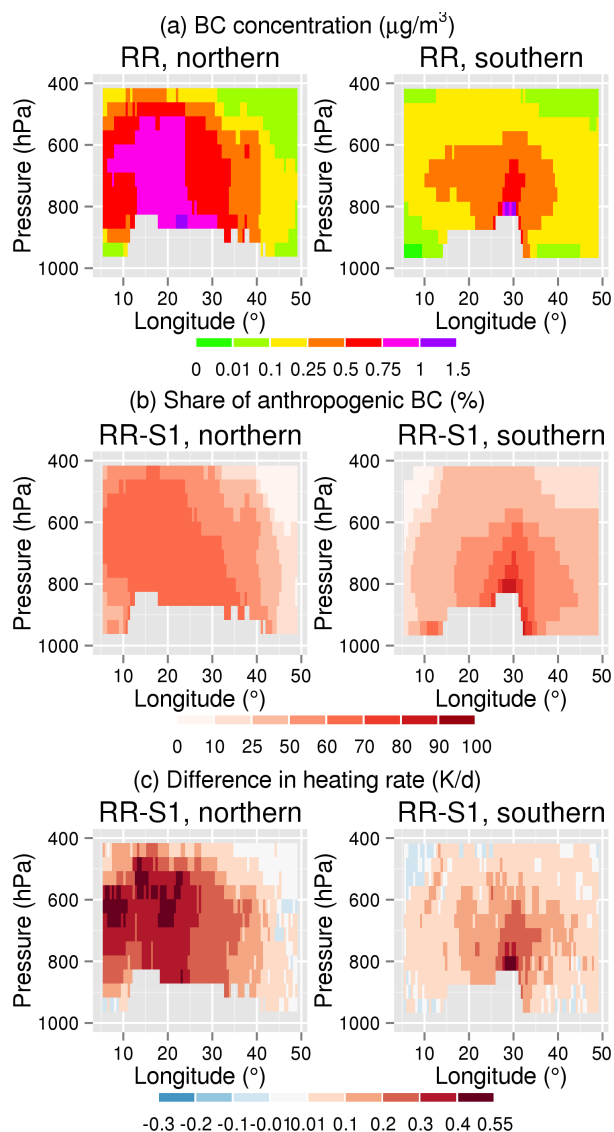 (a) BC concentration (μg/m³)
RR, northern RR, southern
Pressure (hPa) Pressure (hPa)
400 400
600 600
800 800
1000 1000
10 20 30 40 50 10 20 30 40 50
Longitude (°) Longitude (°)
0 0.01 0.1 0.25 0.5 0.75 1 1.5
(b) Share of anthropogenic BC (%)
RR-S1, northern RR-S1, southern
Pressure (hPa) Pressure (hPa)
400 400
600 600
800 800
1000 1000
10 20 30 40 50 10 20 30 40 50
Longitude (°) Longitude (°)
0 10 25 50 60 70 80 90 100
(c) Difference in heating rate (K/d)
RR-S1, northern RR-S1, southern
Pressure (hPa) Pressure (hPa)
400 400
600 600
800 800
1000 1000
10 20 30 40 50 10 20 30 40 50
Longitude (°) Longitude (°)
-0.3 -0.2 -0.1 -0.01 0.01 0.1 0.2 0.3 0.4 0.55